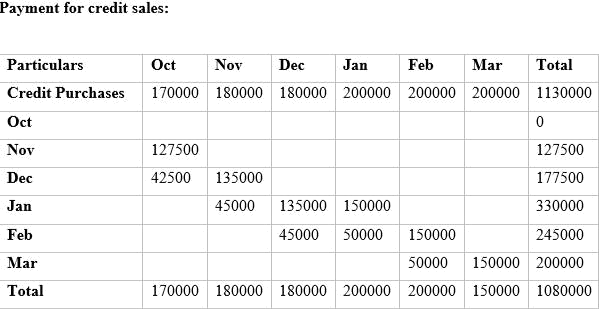 Payment for credit sales:
Particulars Oct Nov Dec Jan Feb Mar Total
Credit Purchases 170000 180000 180000 200000 200000 200000 1130000
Oct 0
Nov 127500 127500
Dec 42500 135000 177500
Jan 45000 135000 150000 330000
Feb 45000 50000 150000 245000
Mar 50000 150000 200000
Total 170000 180000 180000 200000 200000 150000 1080000